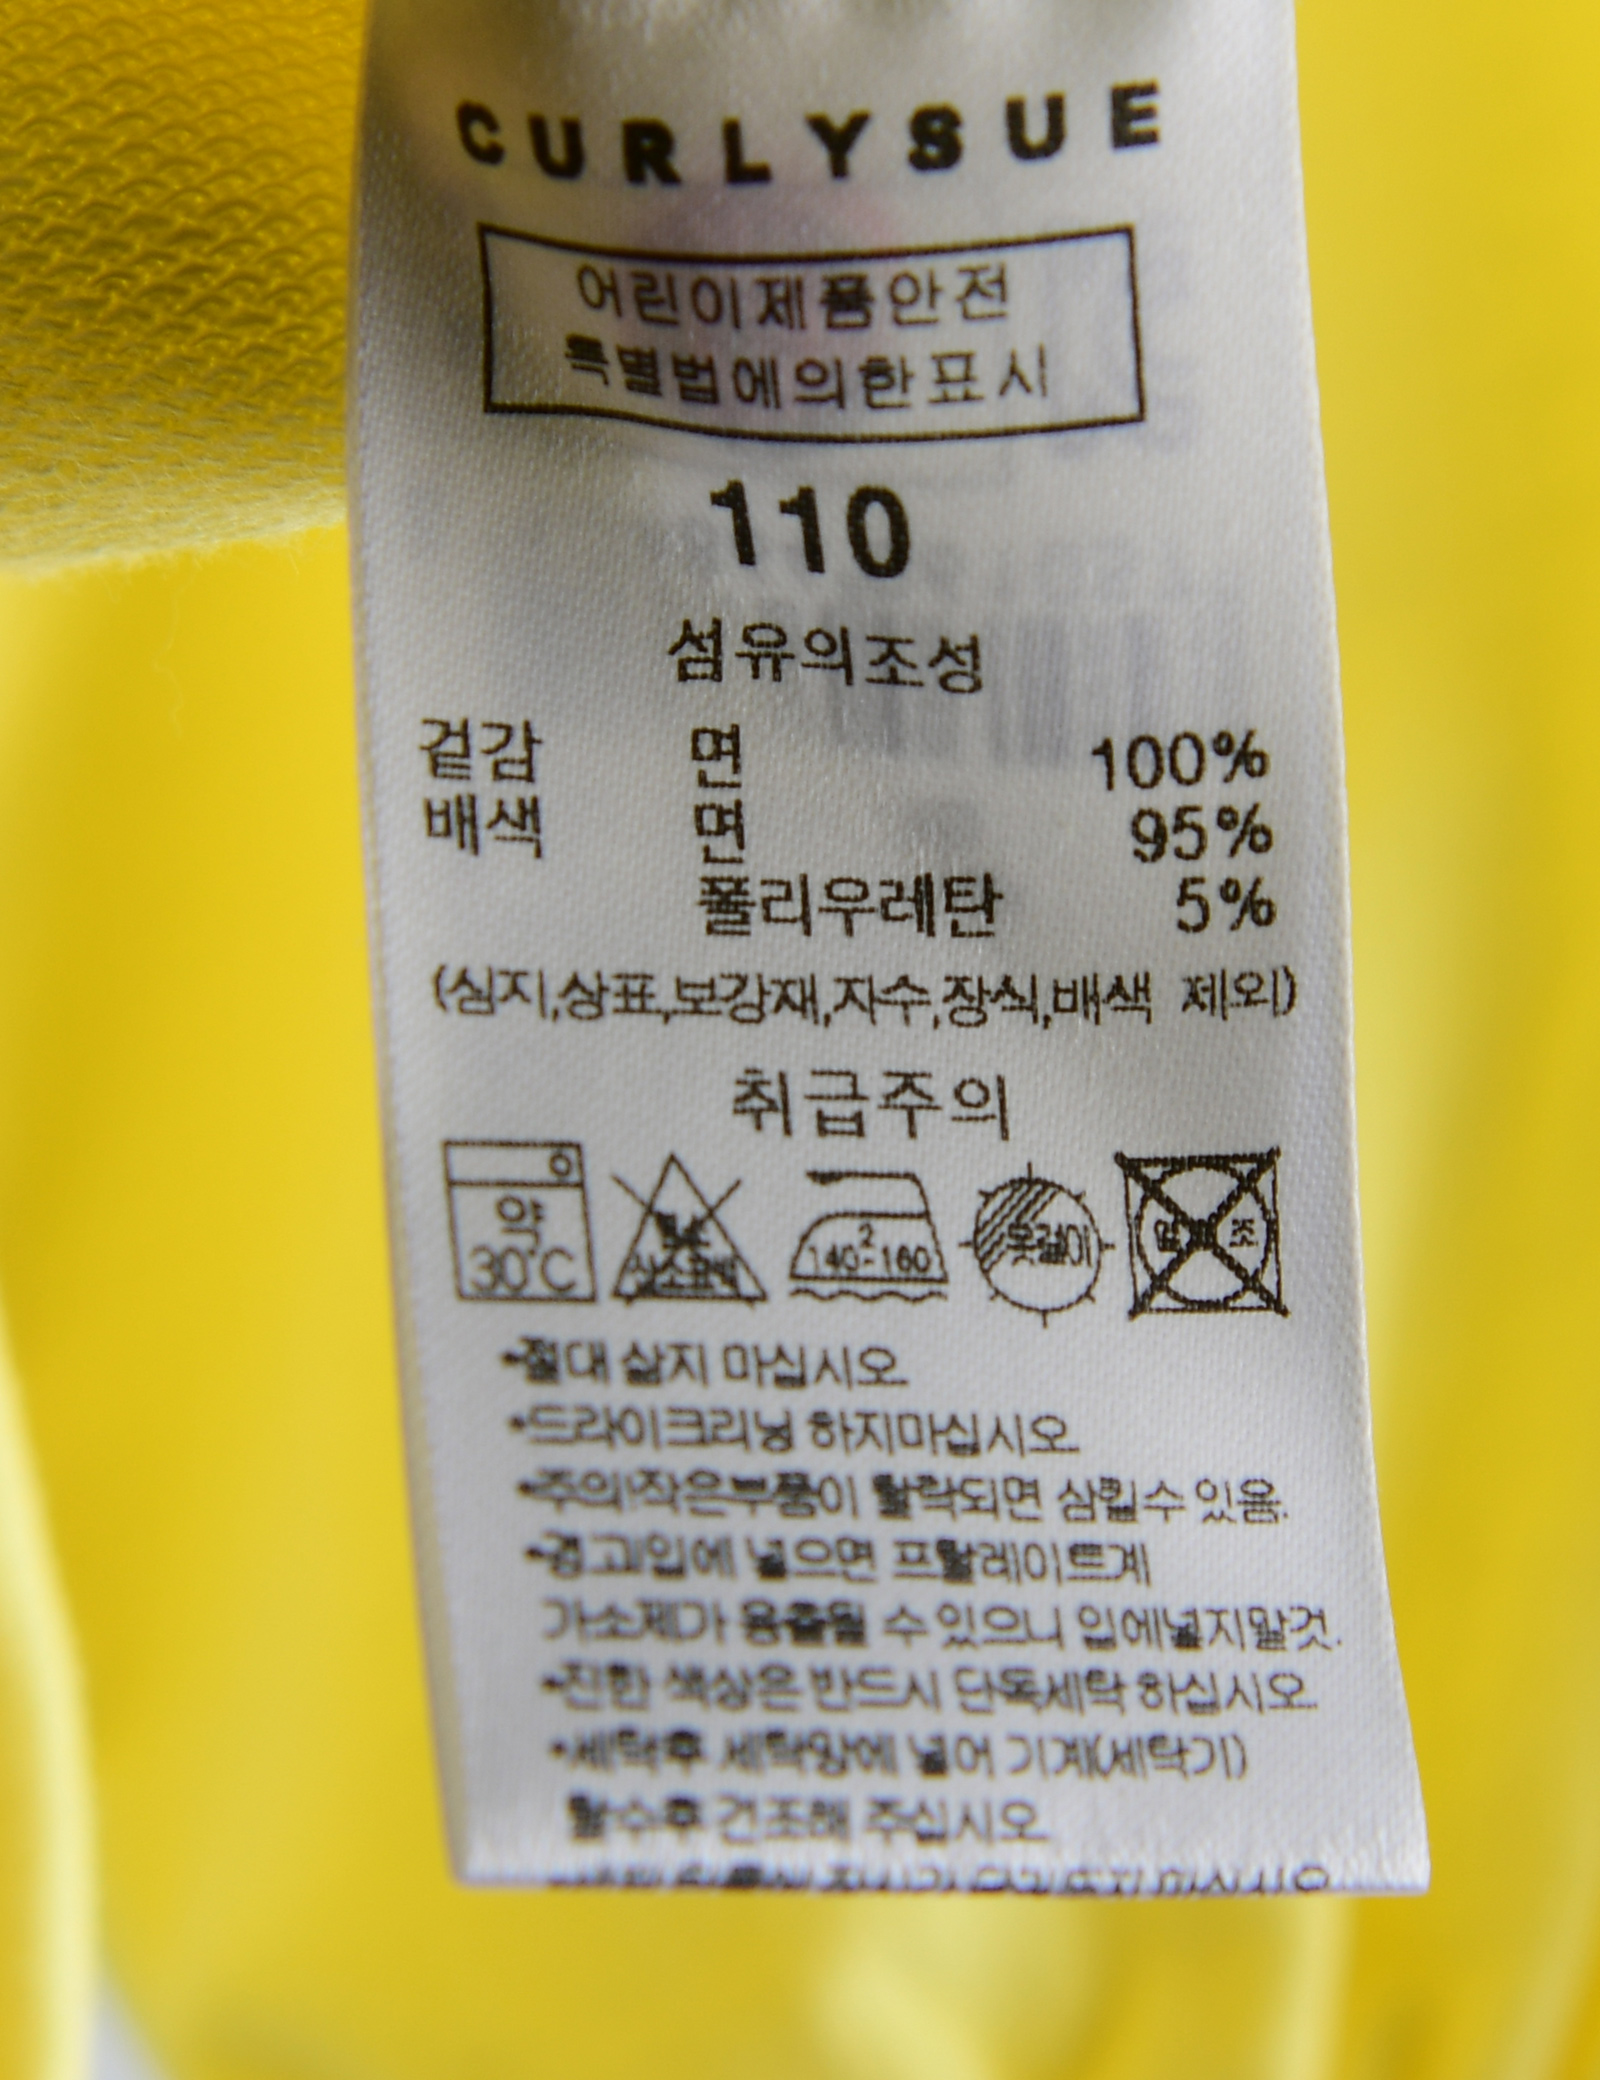 CURLYSUE
어린이제품안전
특별법에의한표시
110
섬유의조성
겉감 면 100%
배색 면 95%
폴리우레탄 5%
(심지,상표,보강재,자수,장식,배색 제외)
취급주의
약 30℃
염소 산소표백
2 140-160
옷걸이
조
•절대 삶지 마십시오.
•드라이크리닝 하지마십시오.
•주의!작은부품이 탈락되면 삼킬수 있음.
•경고!입에 넣으면 프탈레이트계
가소제가 용출될 수 있으니 입에넣지말것.
•진한 색상은 반드시 단독세탁 하십시오.
•세탁후 세탁망에 넣어 기계(세탁기)
탈수후 건조해 주십시오.